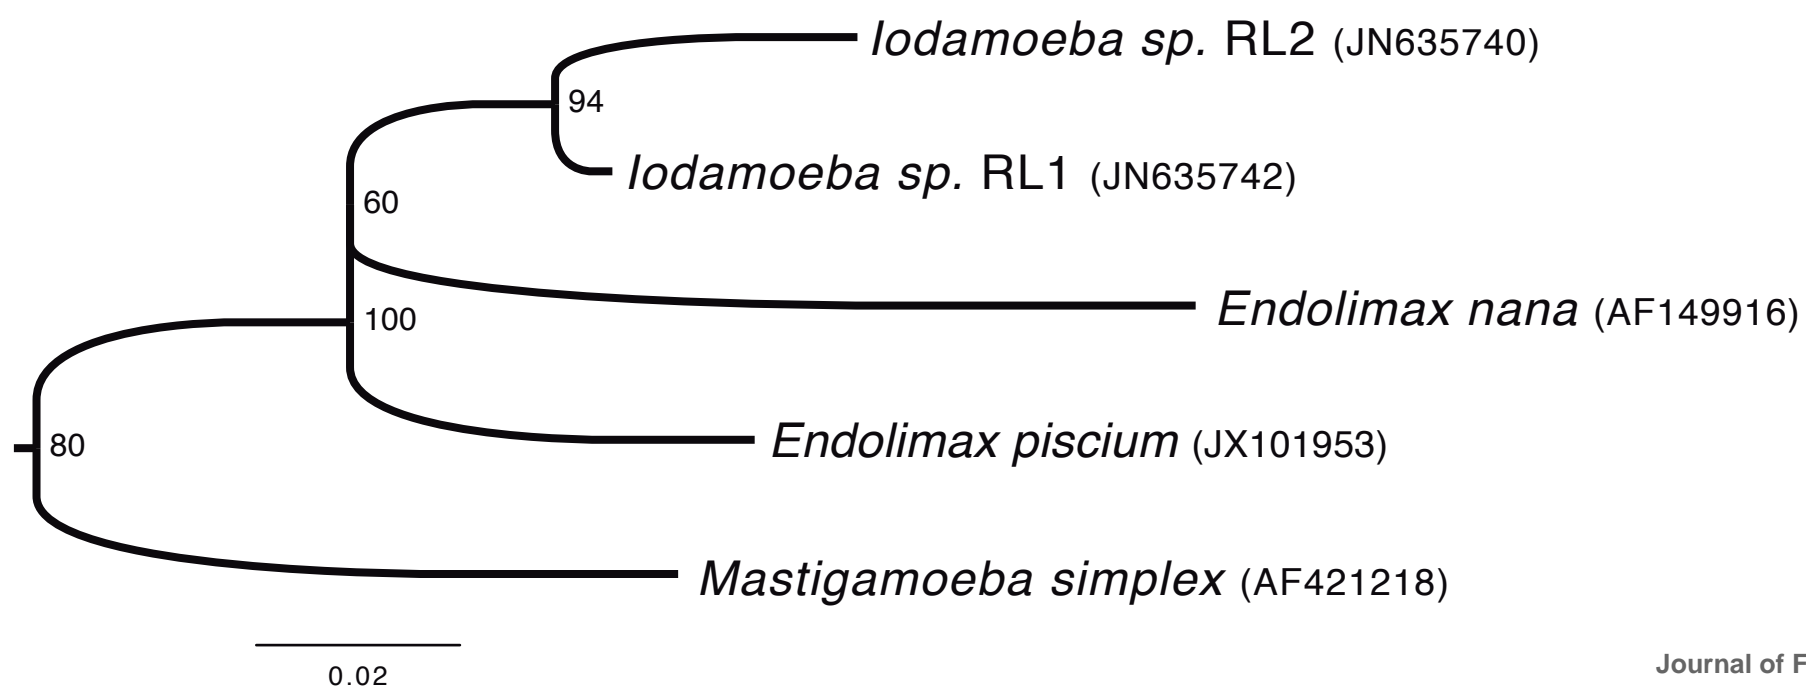 Iodamoeba sp. RL2 (JN635740)
94
Iodamoeba sp. RL1 (JN635742)
60
Endolimax nana (AF149916)
100
Endolimax piscium (JX101953)
80
Mastigamoeba simplex (AF421218)
0.02
Journal of F